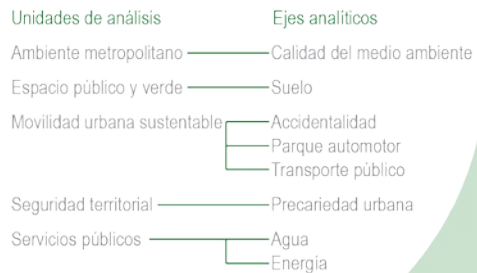 Unidades de análisis Ejes analíticos
Ambiente metropolitano Calidad del medio ambiente
Espacio público y verde Suelo
Movilidad urbana sustentable Accidentalidad
Parque automotor
Transporte público
Seguridad territorial Precariedad urbana
Servicios públicos Agua
Energía